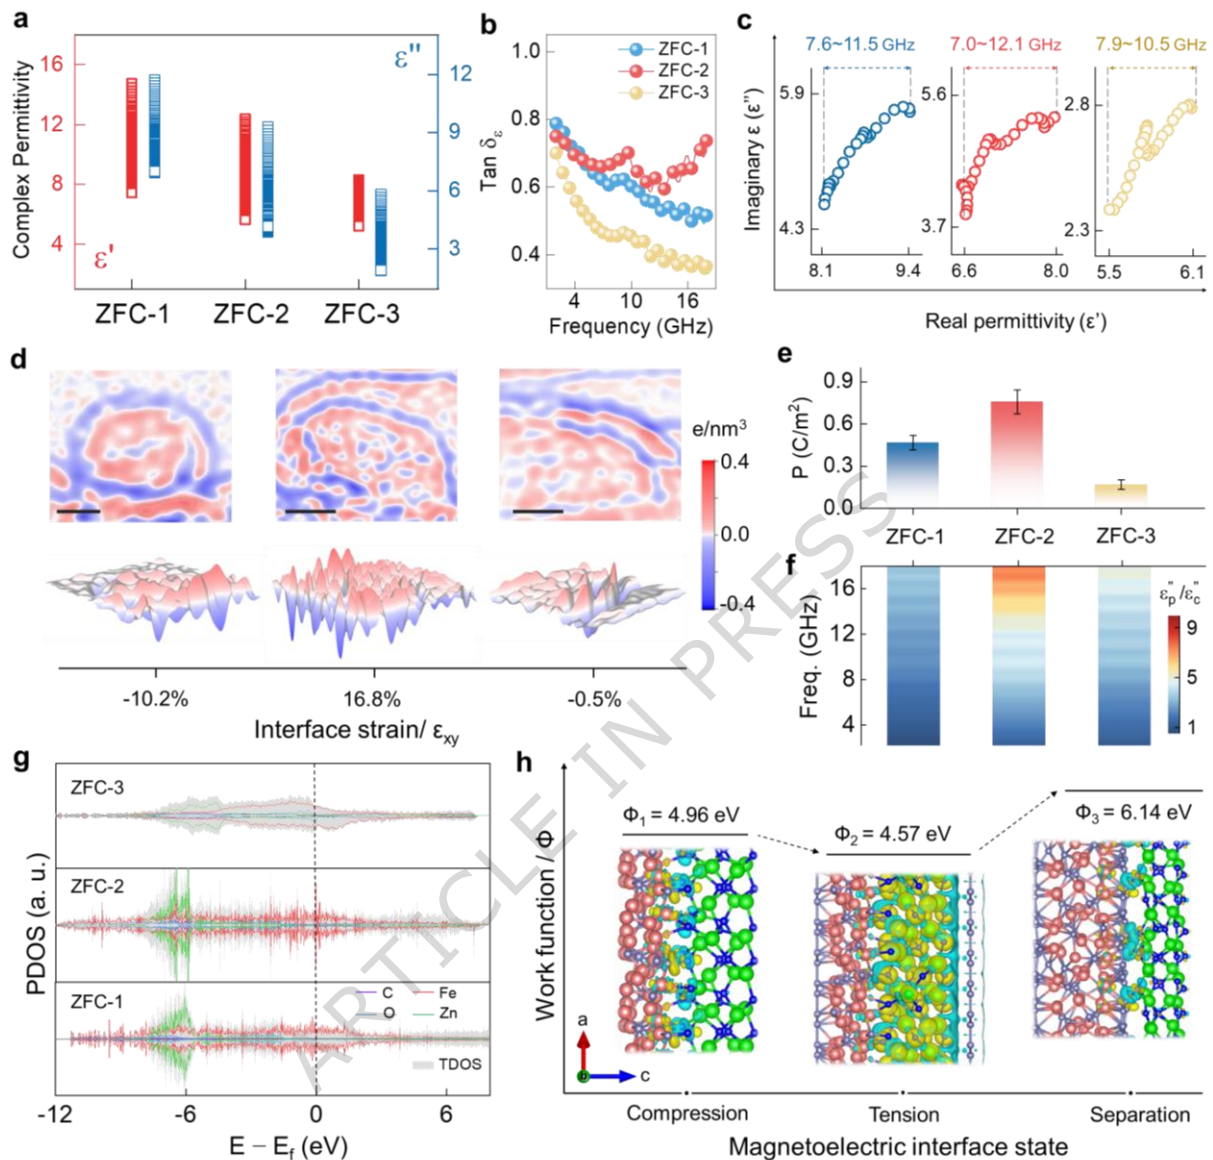 a
Complex Permittivity
16
12
8
4
ε'
ε''
12
9
6
3
ZFC-1
ZFC-2
ZFC-3
b
Tan δε
1.0
0.8
0.6
0.4
ZFC-1
ZFC-2
ZFC-3
4
10
16
Frequency (GHz)
c
Imaginary ε (ε'')
7.6~11.5 GHz
7.0~12.1 GHz
7.9~10.5 GHz
5.9
4.3
8.1
9.4
5.6
3.7
6.6
8.0
2.8
2.3
5.5
6.1
Real permittivity (ε')
d
e/nm³
0.4
0.0
-0.4
-10.2%
16.8%
-0.5%
Interface strain/ εxy
e
P (C/m²)
0.9
0.6
0.3
0.0
ZFC-1
ZFC-2
ZFC-3
f
Freq. (GHz)
16
12
8
4
ε''p/ε''c
9
5
1
g
PDOS (a. u.)
ZFC-3
ZFC-2
ZFC-1
C
Fe
O
Zn
TDOS
-12
-6
0
6
E – Ef (eV)
h
Work function / Φ
Φ1 = 4.96 eV
Φ2 = 4.57 eV
Φ3 = 6.14 eV
a
c
Compression
Tension
Separation
Magnetoelectric interface state
ARTICLE IN PRESS